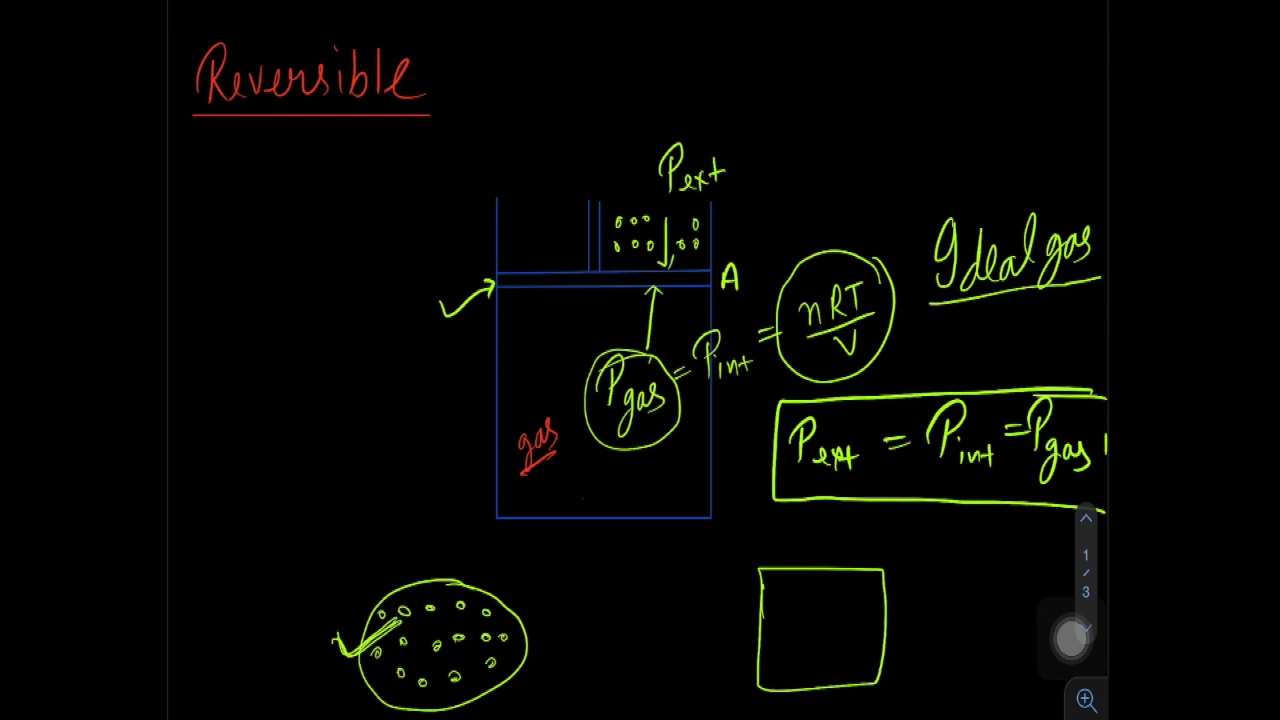 Reversible
Pext
Ideal gas
A
Pgas = Pint = nRT/V
gas
Pext = Pint = Pgas
1
/
3